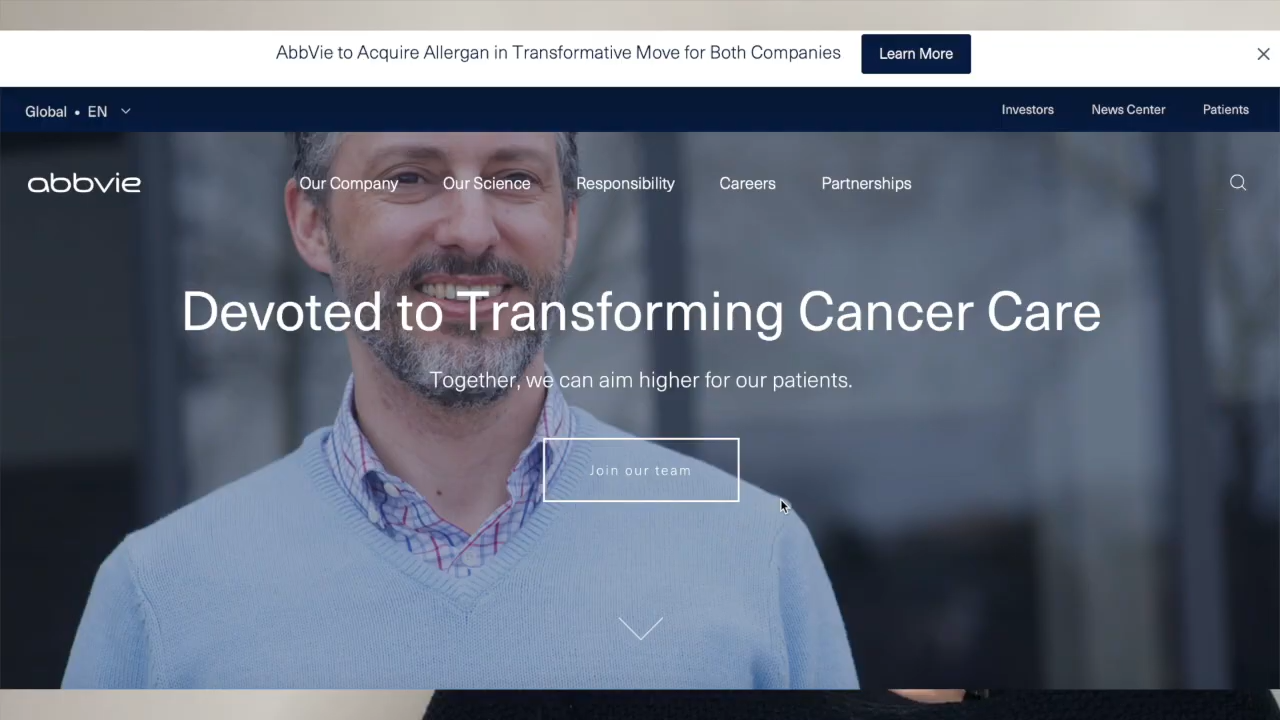 AbbVie to Acquire Allergan in Transformative Move for Both Companies Learn More
Global • EN
Investors News Center Patients
abbvie
Our Company Our Science Responsibility Careers Partnerships
Devoted to Transforming Cancer Care
Together, we can aim higher for our patients.
Join our team